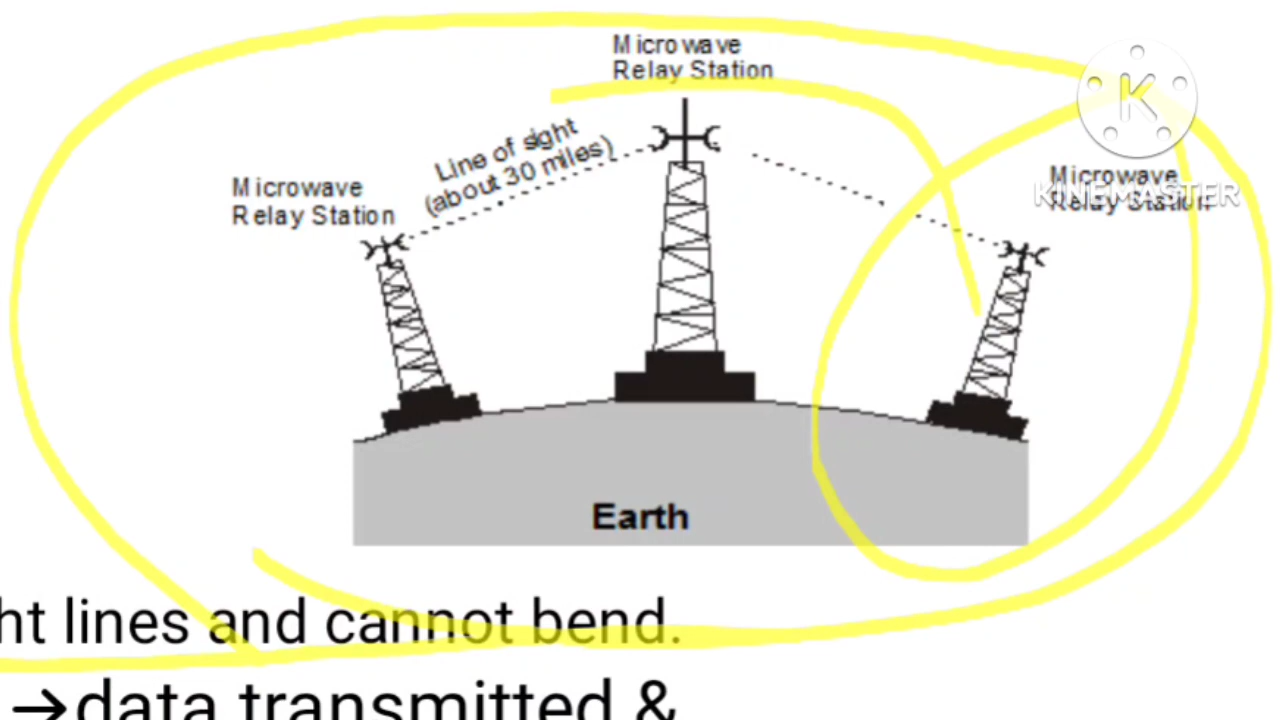 Microwave
Relay Station
K
Line of sight
(about 30 miles)
Microwave
Relay Station
Microwave
Relay Station
KINEMASTER
Earth
ht lines and cannot bend.
→data transmitted &